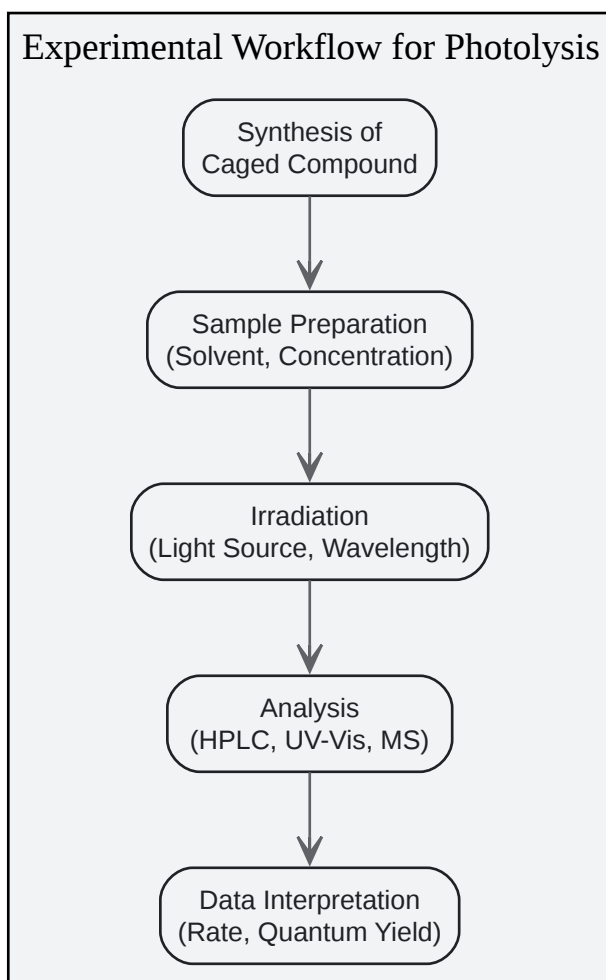 Experimental Workflow for Photolysis
Synthesis of
Caged Compound
Sample Preparation
(Solvent, Concentration)
Irradiation
(Light Source, Wavelength)
Analysis
(HPLC, UV-Vis, MS)
Data Interpretation
(Rate, Quantum Yield)